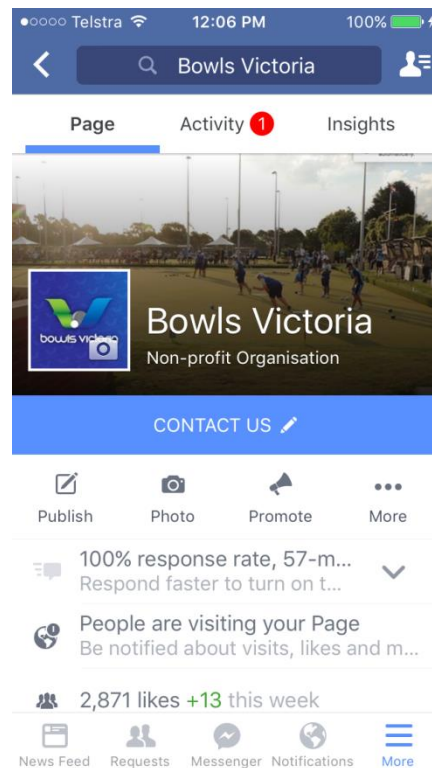 Telstra 12:06 PM 100%
Bowls Victoria
Page Activity 1 Insights
bowls victoria
Bowls Victoria
Non-profit Organisation
CONTACT US
Publish Photo Promote More
100% response rate, 57-m...
Respond faster to turn on t...
People are visiting your Page
Be notified about visits, likes and m...
2,871 likes +13 this week
News Feed Requests Messenger Notifications More